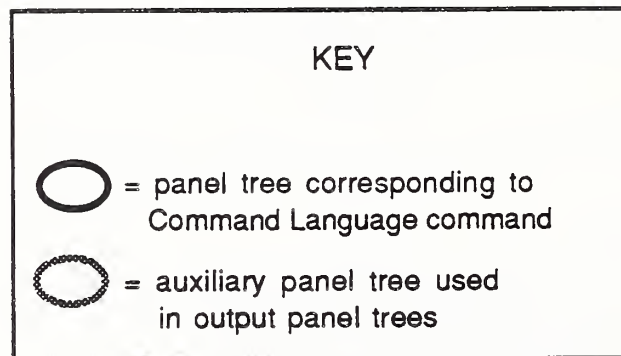 KEY
= panel tree corresponding to
Command Language command
= auxiliary panel tree used
in output panel trees